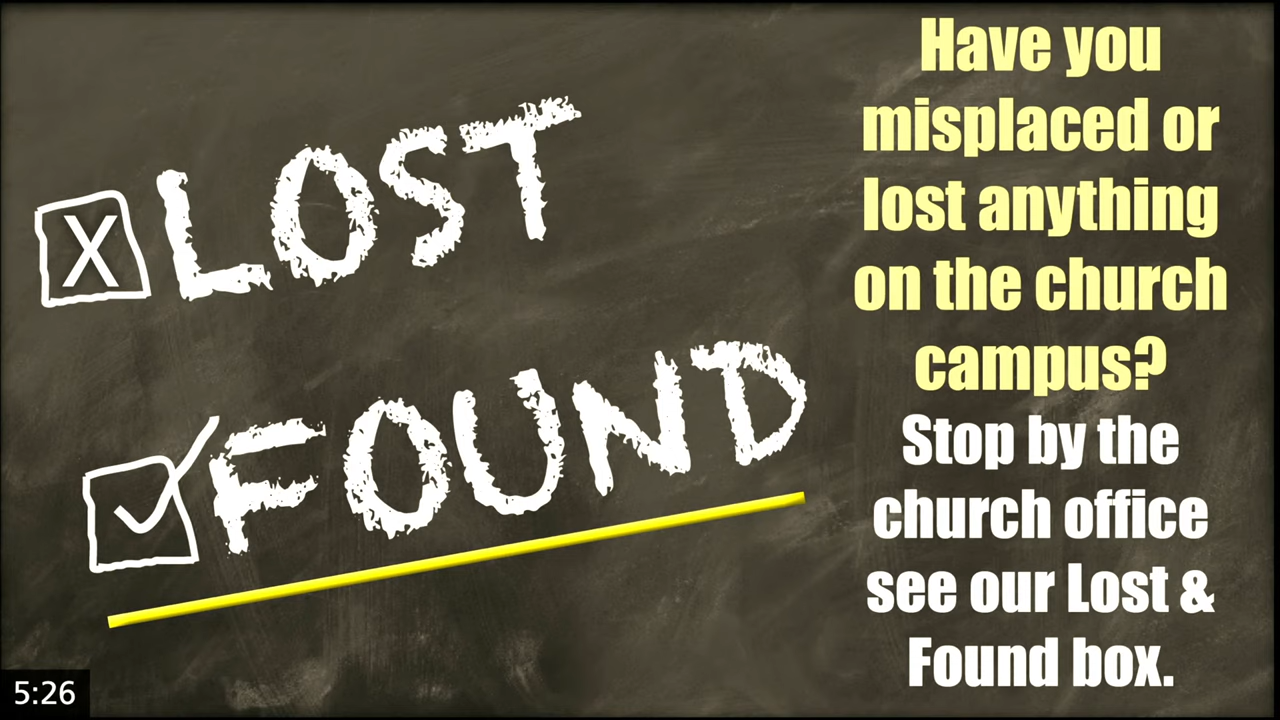 X LOST
FOUND
Have you
misplaced or
lost anything
on the church
campus?
Stop by the
church office
see our Lost &
Found box.
5:26